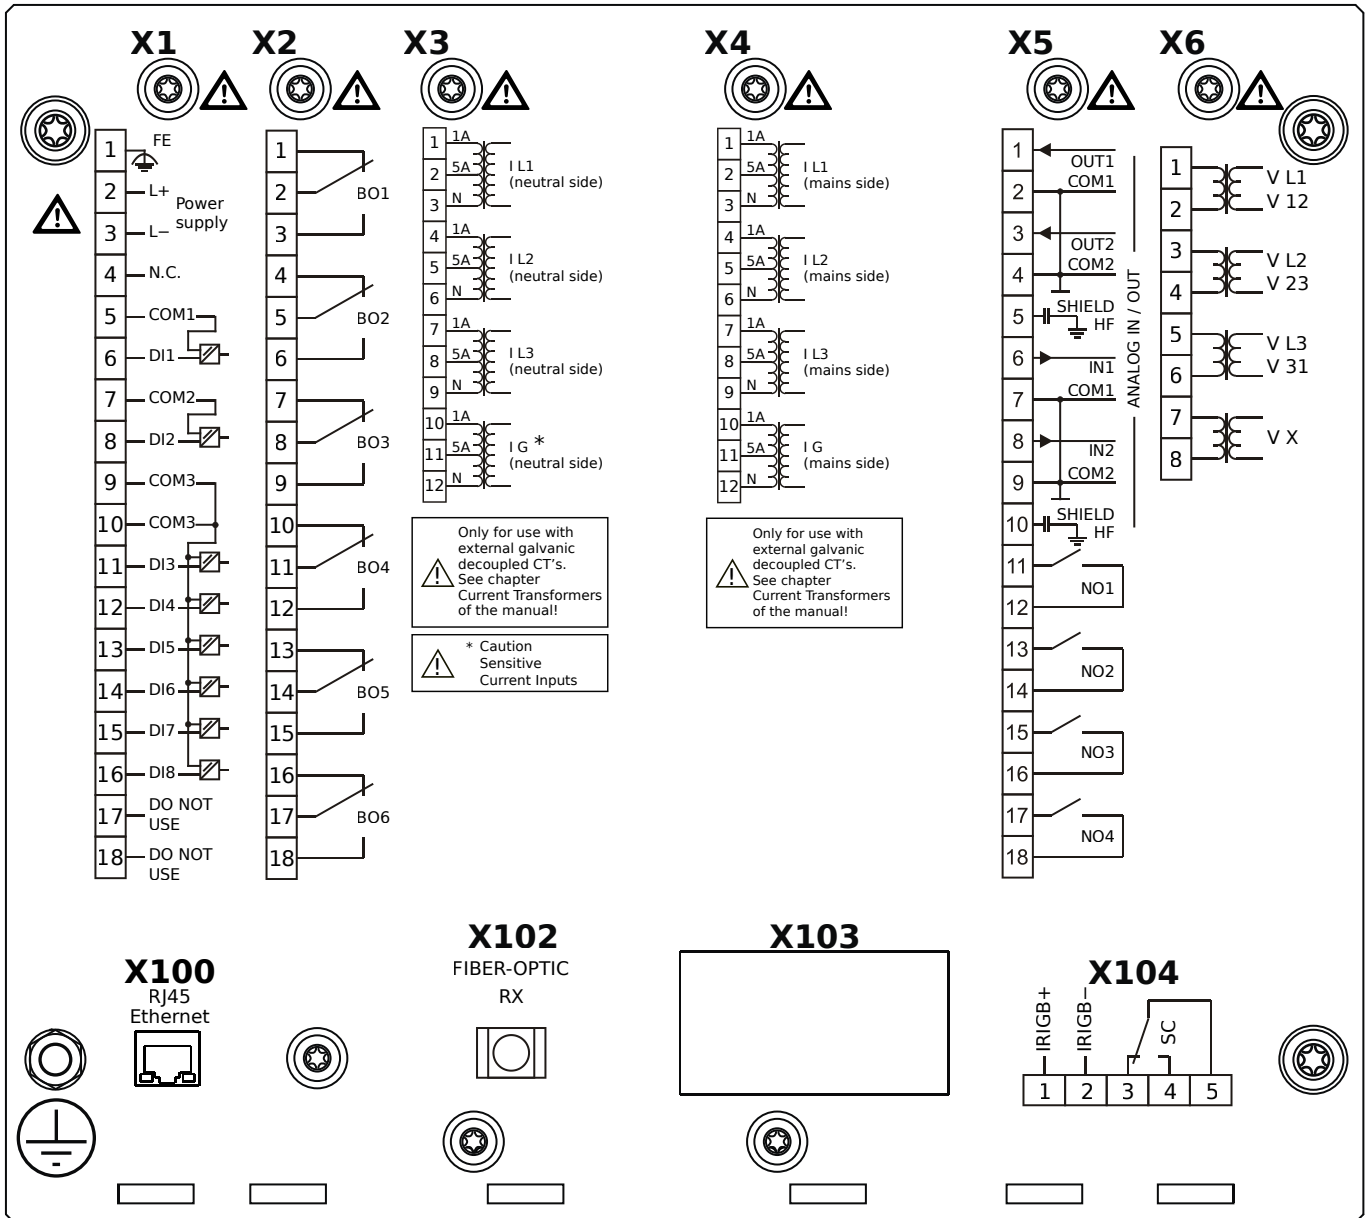 X1
X2
X3
X4
X5
X6
1
FE
2
L+
Power
supply
3
L−
4
N.C.
5
COM1
6
DI1
7
COM2
8
DI2
9
COM3
10
COM3
11
DI3
12
DI4
13
DI5
14
DI6
15
DI7
16
DI8
17
DO NOT
USE
18
DO NOT
USE
1
2
BO1
3
4
5
BO2
6
7
8
BO3
9
10
11
BO4
12
13
14
BO5
15
16
17
BO6
18
1
1A
2
5A
I L1
(neutral side)
3
N
4
1A
5
5A
I L2
(neutral side)
6
N
7
1A
8
5A
I L3
(neutral side)
9
N
10
1A
11
5A
I G *
(neutral side)
12
N
Only for use with
external galvanic
decoupled CT’s.
See chapter
Current Transformers
of the manual!
* Caution
Sensitive
Current Inputs
1
1A
2
5A
I L1
(mains side)
3
N
4
1A
5
5A
I L2
(mains side)
6
N
7
1A
8
5A
I L3
(mains side)
9
N
10
1A
11
5A
I G
(mains side)
12
N
Only for use with
external galvanic
decoupled CT’s.
See chapter
Current Transformers
of the manual!
1
OUT1
2
COM1
3
OUT2
4
COM2
5
SHIELD
HF
6
IN1
7
COM1
8
IN2
9
COM2
10
SHIELD
HF
ANALOG IN / OUT
11
NO1
12
13
NO2
14
15
NO3
16
17
NO4
18
1
V L1
2
V 12
3
V L2
4
V 23
5
V L3
6
V 31
7
V X
8
X100
RJ45
Ethernet
X102
FIBER-OPTIC
RX
X103
X104
IRIGB+
IRIGB−
SC
1 2 3 4 5